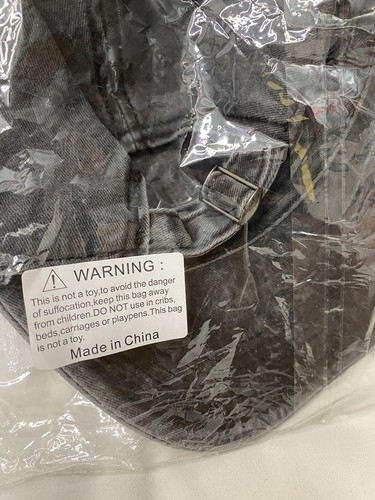 WARNING :
This is not a toy,to avoid the danger
of suffocation,keep this bag away
from children.DO NOT use in cribs,
beds,carriages or playpens.This bag
is not a toy.
Made in China